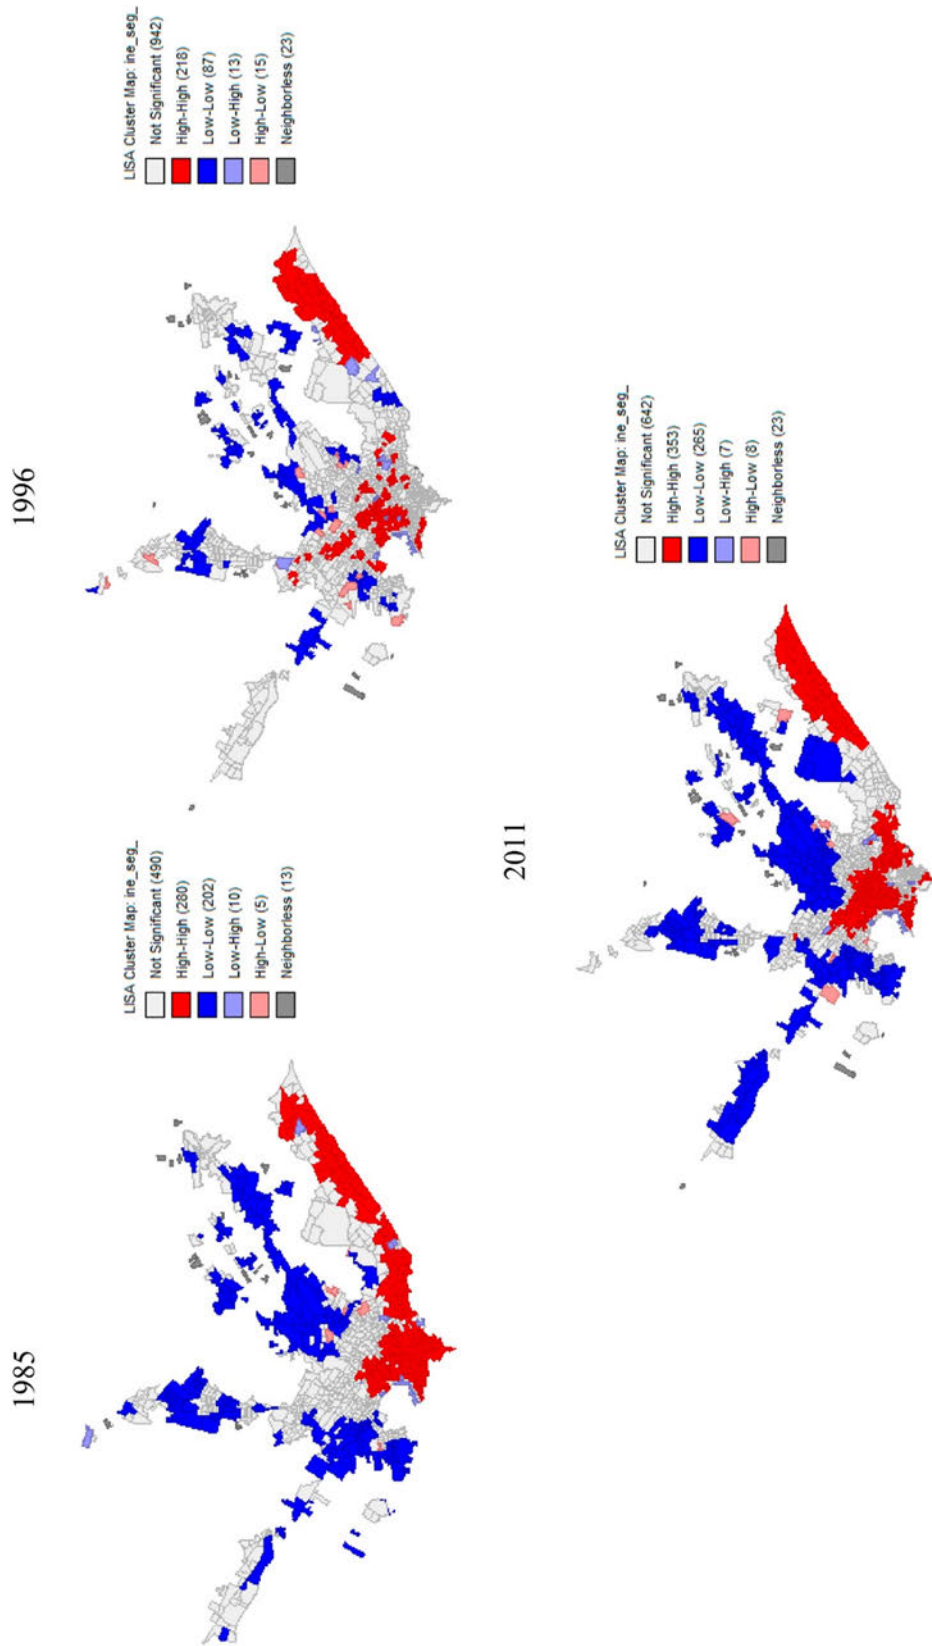 1985
LISA Cluster Map: ine_seg_
Not Significant (490)
High-High (280)
Low-Low (202)
Low-High (10)
High-Low (5)
Neighborless (13)
1996
LISA Cluster Map: ine_seg_
Not Significant (942)
High-High (218)
Low-Low (87)
Low-High (13)
High-Low (15)
Neighborless (23)
2011
LISA Cluster Map: ine_seg_
Not Significant (642)
High-High (353)
Low-Low (265)
Low-High (7)
High-Low (8)
Neighborless (23)